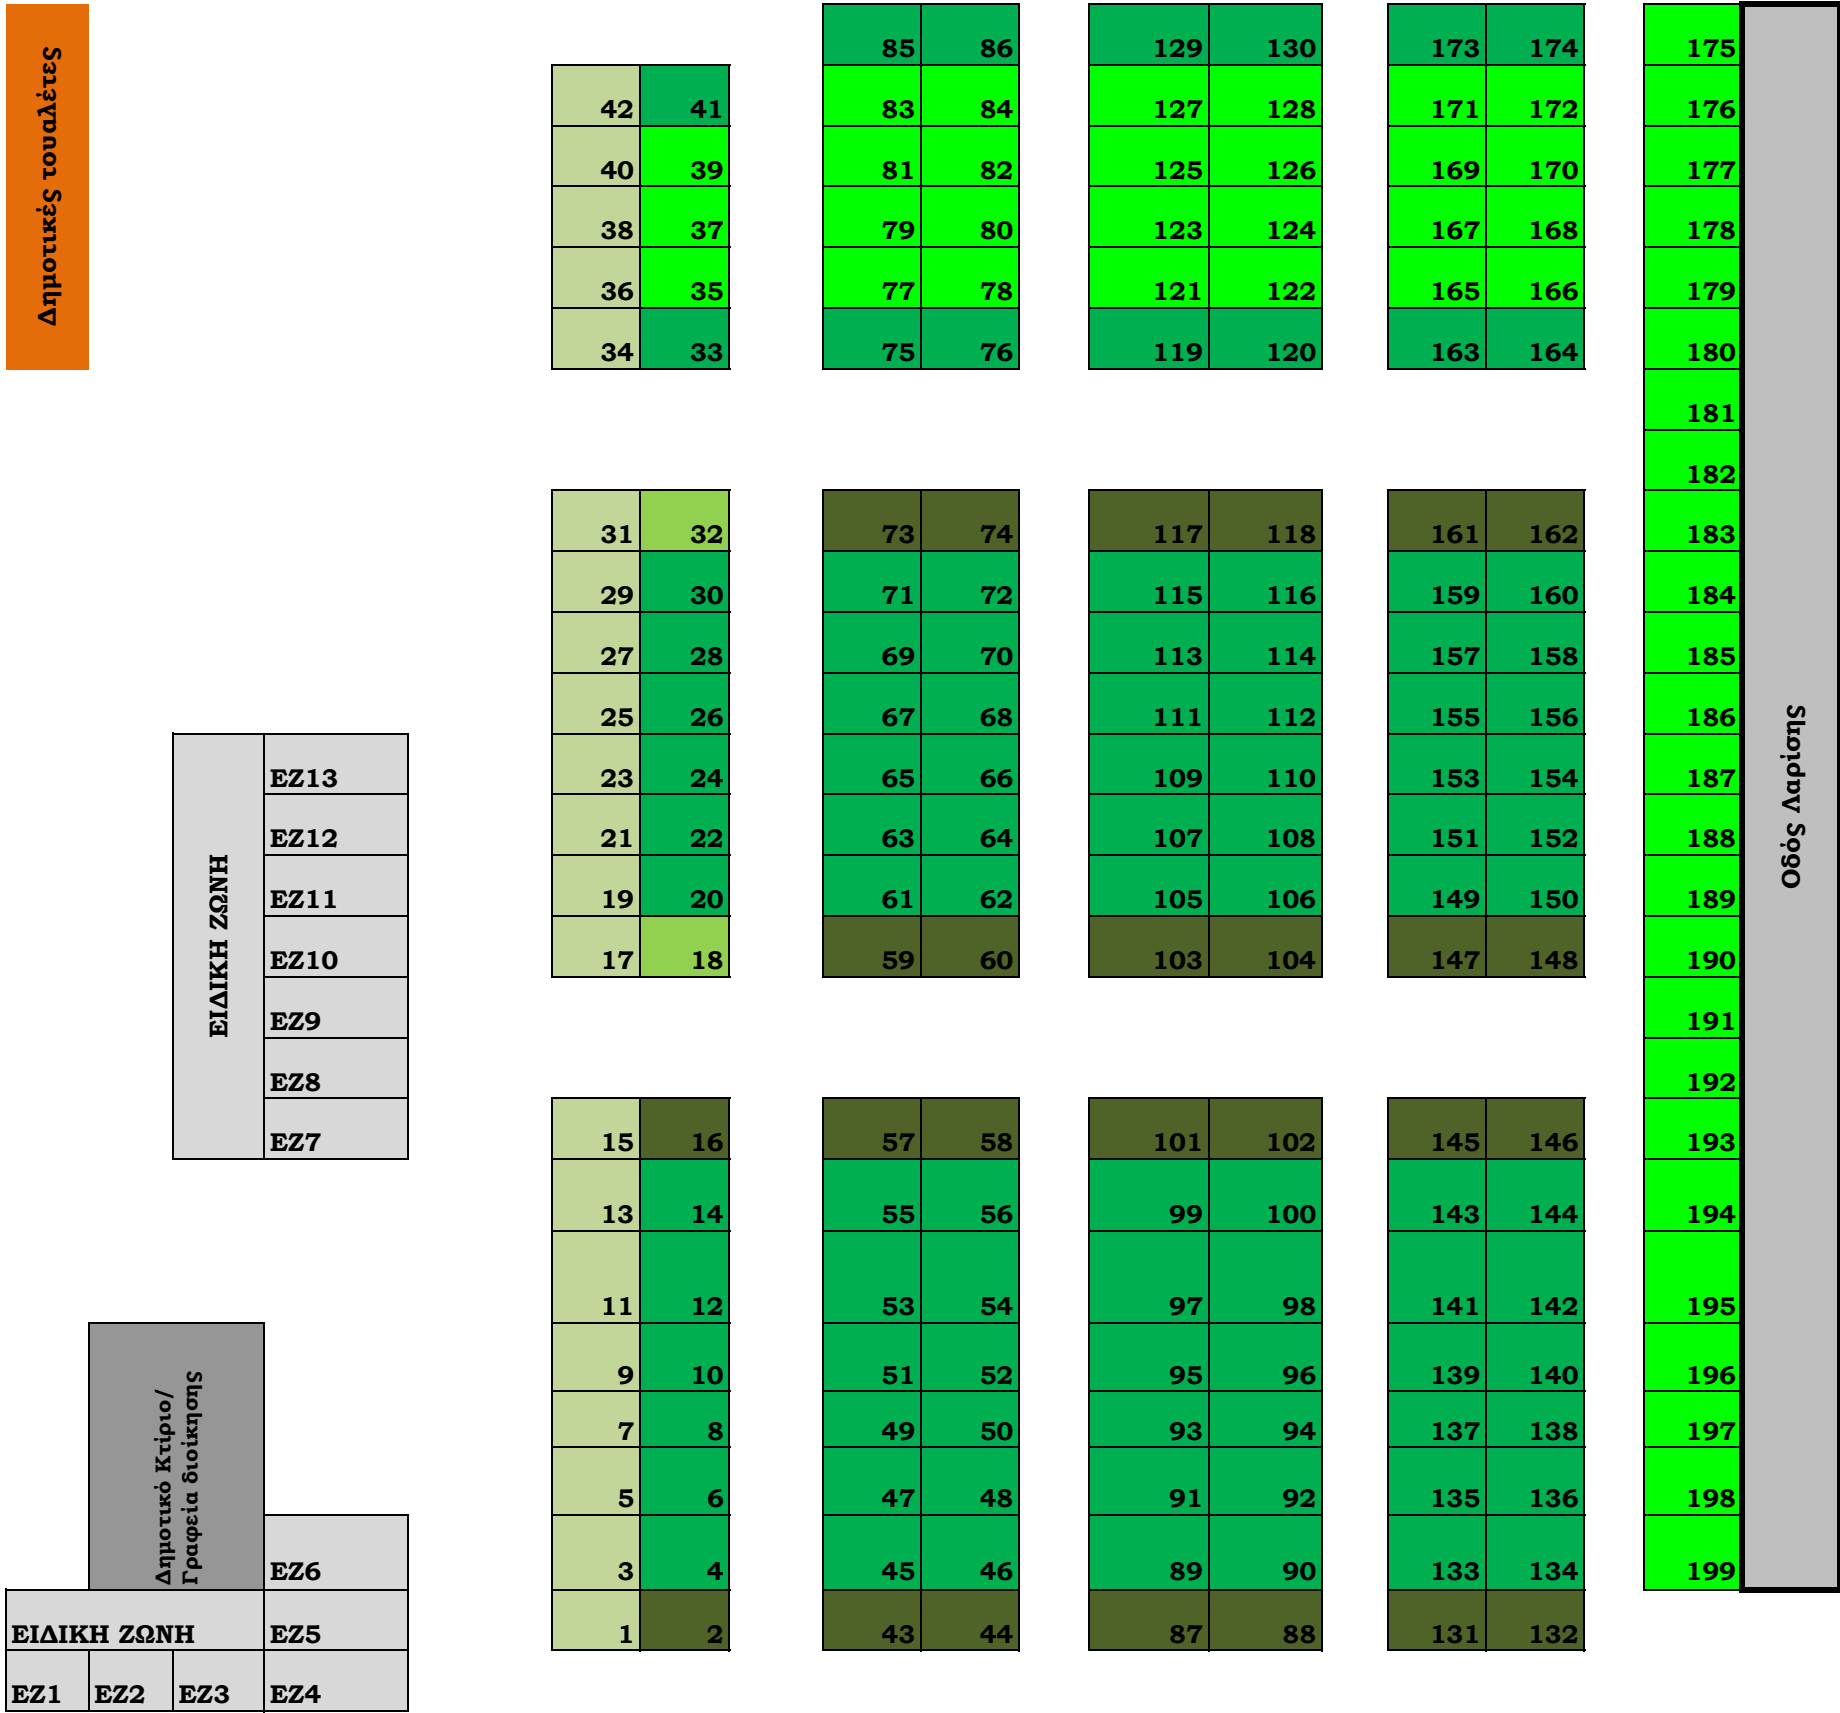 85 86 129 130 173 174 175
42 41 83 84 127 128 171 172 176
40 39 81 82 125 126 169 170 177
38 37 79 80 123 124 167 168 178
36 35 77 78 121 122 165 166 179
34 33 75 76 119 120 163 164 180
Δημοτικές τουαλέτες
181
182
31 32 73 74 117 118 161 162 183
29 30 71 72 115 116 159 160 184
27 28 69 70 113 114 157 158 185
25 26 67 68 111 112 155 156 186
ΕΖ13 23 24 65 66 109 110 153 154 187
ΕΖ12 21 22 63 64 107 108 151 152 188
ΕΖ11 19 20 61 62 105 106 149 150 189
ΕΖ10 17 18 59 60 103 104 147 148 190
ΕΖ9 191
ΕΖ8 192
ΕΖ7 15 16 57 58 101 102 145 146 193
ΕΙΔΙΚΗ ΖΩΝΗ
Οδός Λαρίσης
13 14 55 56 99 100 143 144 194
11 12 53 54 97 98 141 142 195
9 10 51 52 95 96 139 140 196
7 8 49 50 93 94 137 138 197
5 6 47 48 91 92 135 136 198
Δημοτικό Κτίριο/
Γραφεία διοίκησης
ΕΖ6 3 4 45 46 89 90 133 134 199
ΕΙΔΙΚΗ ΖΩΝΗ ΕΖ5 1 2 43 44 87 88 131 132
ΕΖ1 ΕΖ2 ΕΖ3 ΕΖ4